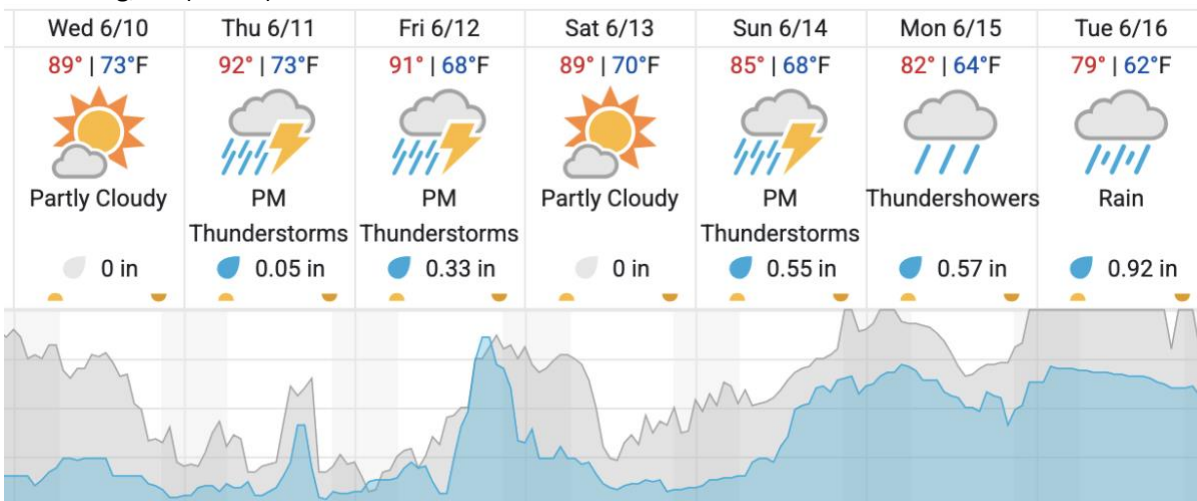 Wed 6/10 Thu 6/11 Fri 6/12 Sat 6/13 Sun 6/14 Mon 6/15 Tue 6/16
89° | 73°F 92° | 73°F 91° | 68°F 89° | 70°F 85° | 68°F 82° | 64°F 79° | 62°F
Partly Cloudy PM PM Partly Cloudy PM Thundershowers Rain
Thunderstorms Thunderstorms Thunderstorms
0 in 0.05 in 0.33 in 0 in 0.55 in 0.57 in 0.92 in